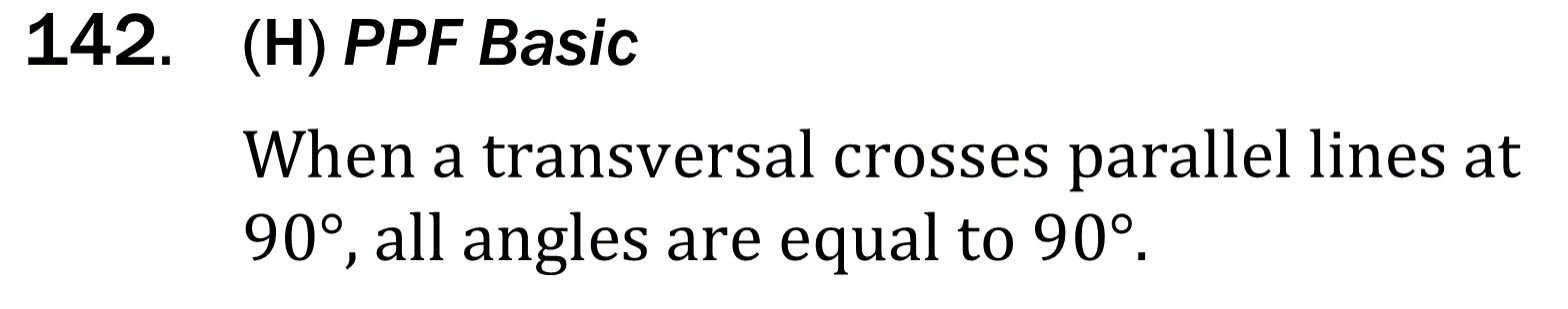 142. (H) PPF Basic
When a transversal crosses parallel lines at
90°, all angles are equal to 90°.